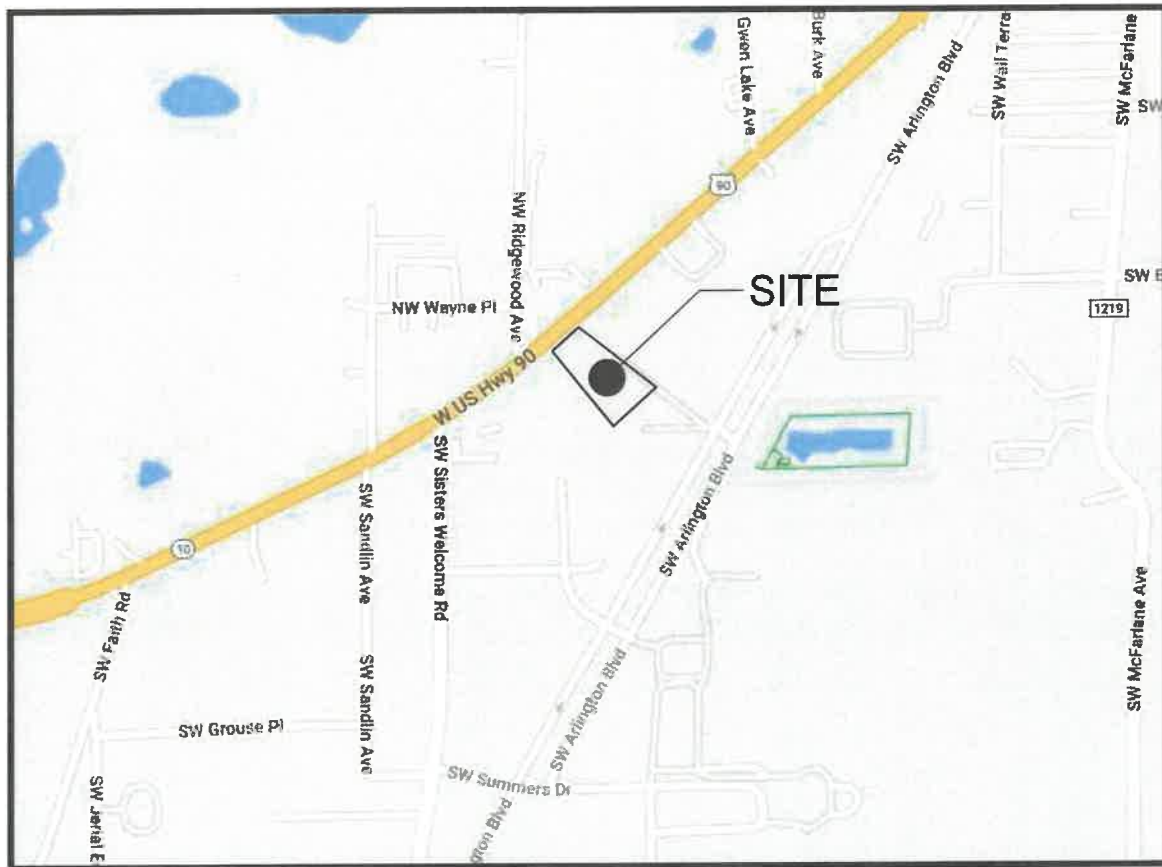 Gwen Lake Ave
Burk Ave
SW Arlington Blvd
SW Wall Terra
SW McFarlane
SW
90
NW Ridgewood Ave
SITE
SW B
1219
NW Wayne Pl
W US Hwy 90
SW Sisters Welcome Rd
SW Sandlin Ave
SW Arlington Blvd
10
SW Faith Rd
SW McFarlane Ave
SW Sandlin Ave
SW Arlington Blvd
SW Grouse Pl
SW Summers Dr
ngton Blvd